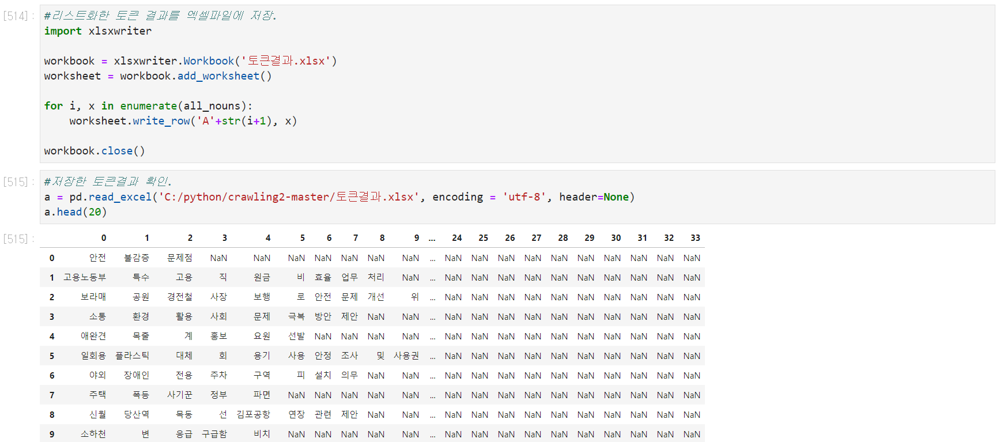 [514]:
#리스트화한 토큰 결과를 엑셀파일에 저장.
import xlsxwriter
workbook = xlsxwriter.Workbook('토큰결과.xlsx')
worksheet = workbook.add_worksheet()
for i, x in enumerate(all_nouns):
    worksheet.write_row('A'+str(i+1), x)
workbook.close()
[515]:
#저장한 토큰결과 확인.
a = pd.read_excel('C:/python/crawling2-master/토큰결과.xlsx', encoding = 'utf-8', header=None)
a.head(20)
[515]:
0 1 2 3 4 5 6 7 8 9 ... 24 25 26 27 28 29 30 31 32 33
0 안전 불감증 문제점 NaN NaN NaN NaN NaN NaN NaN ... NaN NaN NaN NaN NaN NaN NaN NaN NaN NaN
1 고용노동부 특수 고용 직 원금 비 효율 업무 처리 NaN ... NaN NaN NaN NaN NaN NaN NaN NaN NaN NaN
2 보라매 공원 경전철 사장 보행 로 안전 문제 개선 위 ... NaN NaN NaN NaN NaN NaN NaN NaN NaN NaN
3 소통 환경 활용 사회 문제 극복 방안 제안 NaN NaN ... NaN NaN NaN NaN NaN NaN NaN NaN NaN NaN
4 애완견 목줄 계 홍보 요원 선발 NaN NaN NaN NaN ... NaN NaN NaN NaN NaN NaN NaN NaN NaN NaN
5 일회용 플라스틱 대체 회 용기 사용 안정 조사 및 사용권 ... NaN NaN NaN NaN NaN NaN NaN NaN NaN NaN
6 야외 장애인 전용 주차 구역 피 설치 의무 NaN NaN ... NaN NaN NaN NaN NaN NaN NaN NaN NaN NaN
7 주택 폭등 사기꾼 정부 파면 NaN NaN NaN NaN NaN ... NaN NaN NaN NaN NaN NaN NaN NaN NaN NaN
8 신월 당산역 목동 선 김포공항 연장 관련 제안 NaN NaN ... NaN NaN NaN NaN NaN NaN NaN NaN NaN NaN
9 소하천 변 응급 구급함 비치 NaN NaN NaN NaN NaN ... NaN NaN NaN NaN NaN NaN NaN NaN NaN NaN